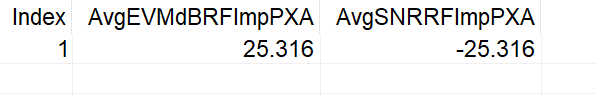 Index AvgEVMdBRFImpPXA AvgSNRRFImpPXA
1 25.316 -25.316